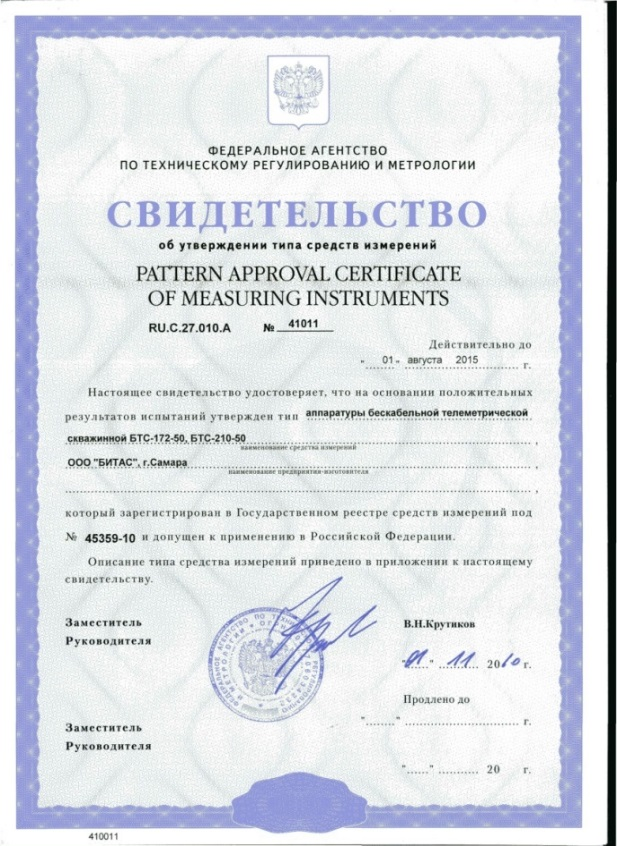 ФЕДЕРАЛЬНОЕ АГЕНТСТВО
ПО ТЕХНИЧЕСКОМУ РЕГУЛИРОВАНИЮ И МЕТРОЛОГИИ
СВИДЕТЕЛЬСТВО
об утверждении типа средств измерений
PATTERN APPROVAL CERTIFICATE
OF MEASURING INSTRUMENTS
RU.C.27.010.A № 41011
Действительно до
" 01 " августа 2015 г.
Настоящее свидетельство удостоверяет, что на основании положительных
результатов испытаний утвержден тип аппаратуры бескабельной телеметрической
скважинной БТС-172-50, БТС-210-50 ,
наименование средства измерений
ООО "БИТАС", г.Самара ,
наименование предприятия-изготовителя
,
который зарегистрирован в Государственном реестре средств измерений под
№ 45359-10 и допущен к применению в Российской Федерации.
Описание типа средства измерений приведено в приложении к настоящему
свидетельству.
Заместитель
Руководителя
В.Н.Крутиков
" " 11 2010 г.
Продлено до
"........" ........................ г.
Заместитель
Руководителя
"......" ........... 20 г.
410011